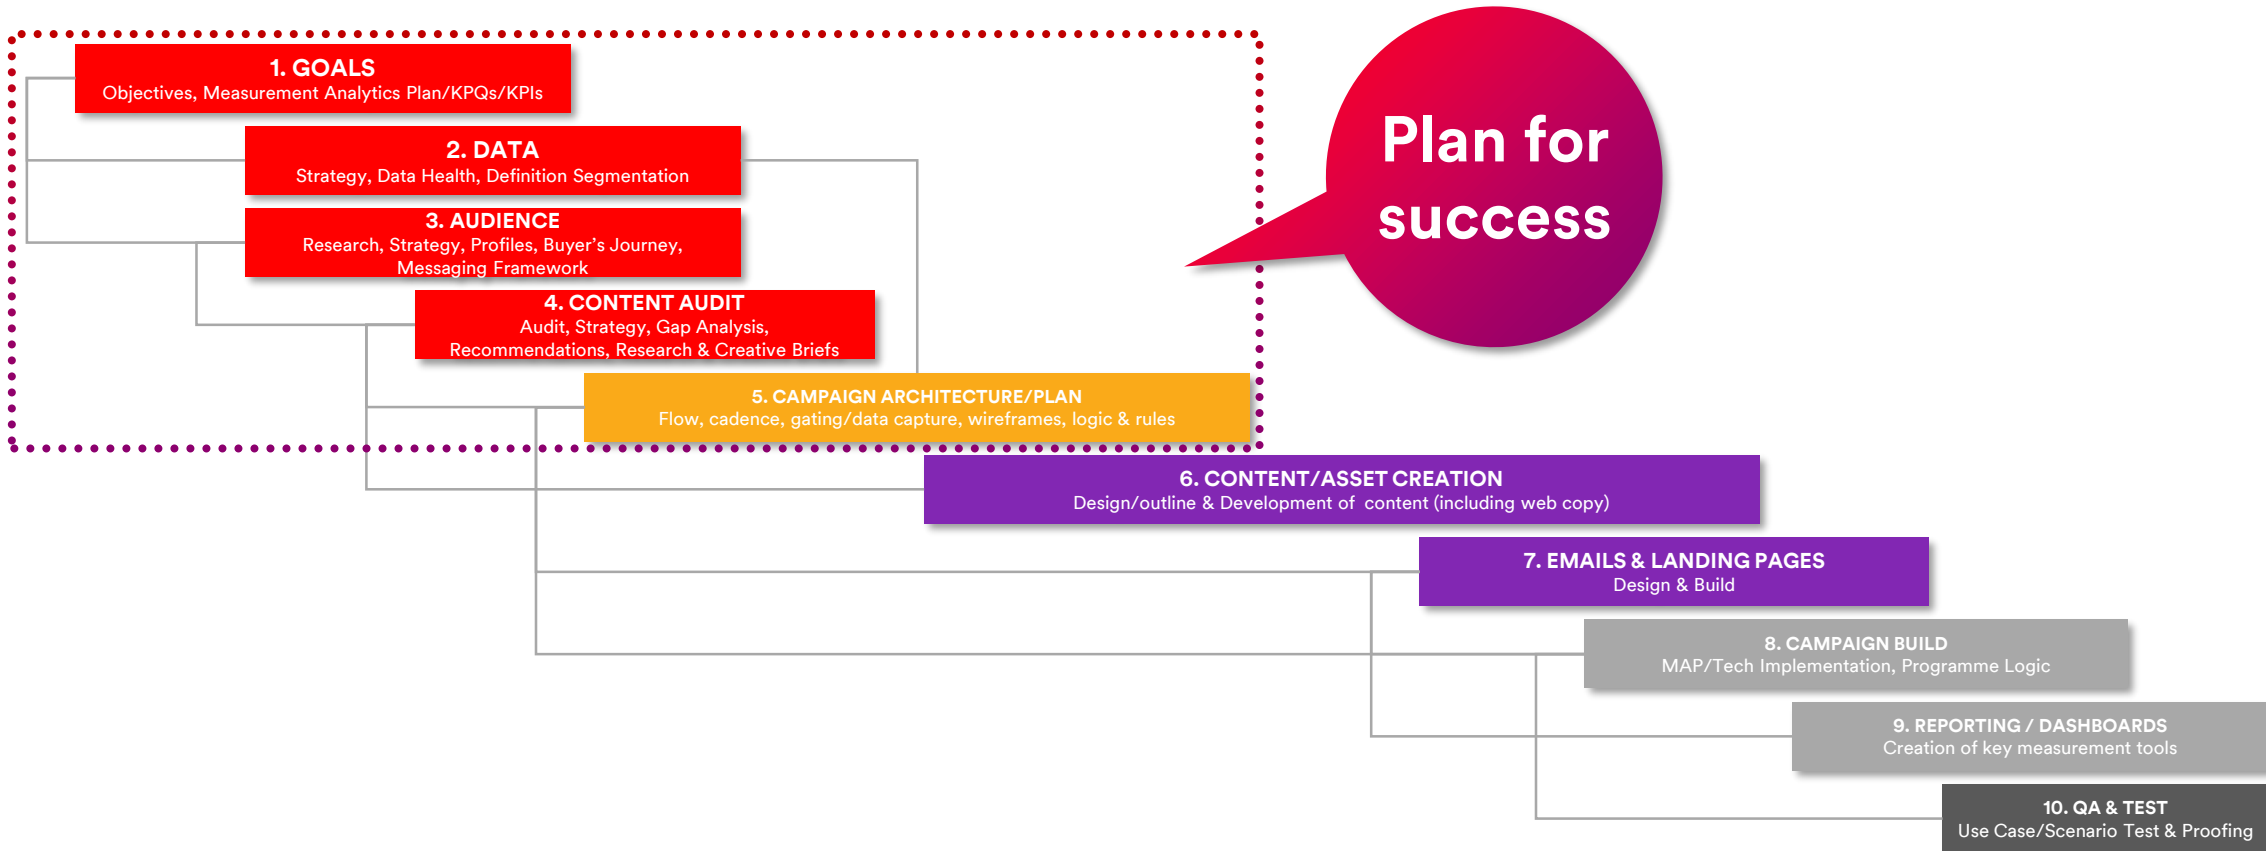 1. GOALS
Objectives, Measurement Analytics Plan/KPQs/KPIs
2. DATA
Strategy, Data Health, Definition Segmentation
3. AUDIENCE
Research, Strategy, Profiles, Buyer's Journey,
Messaging Framework
4. CONTENT AUDIT
Audit, Strategy, Gap Analysis,
Recommendations, Research & Creative Briefs
5. CAMPAIGN ARCHITECTURE/PLAN
Flow, cadence, gating/data capture, wireframes, logic & rules
Plan for
success
6. CONTENT/ASSET CREATION
Design/outline & Development of content (including web copy)
7. EMAILS & LANDING PAGES
Design & Build
8. CAMPAIGN BUILD
MAP/Tech Implementation, Programme Logic
9. REPORTING / DASHBOARDS
Creation of key measurement tools
10. QA & TEST
Use Case/Scenario Test & Proofing